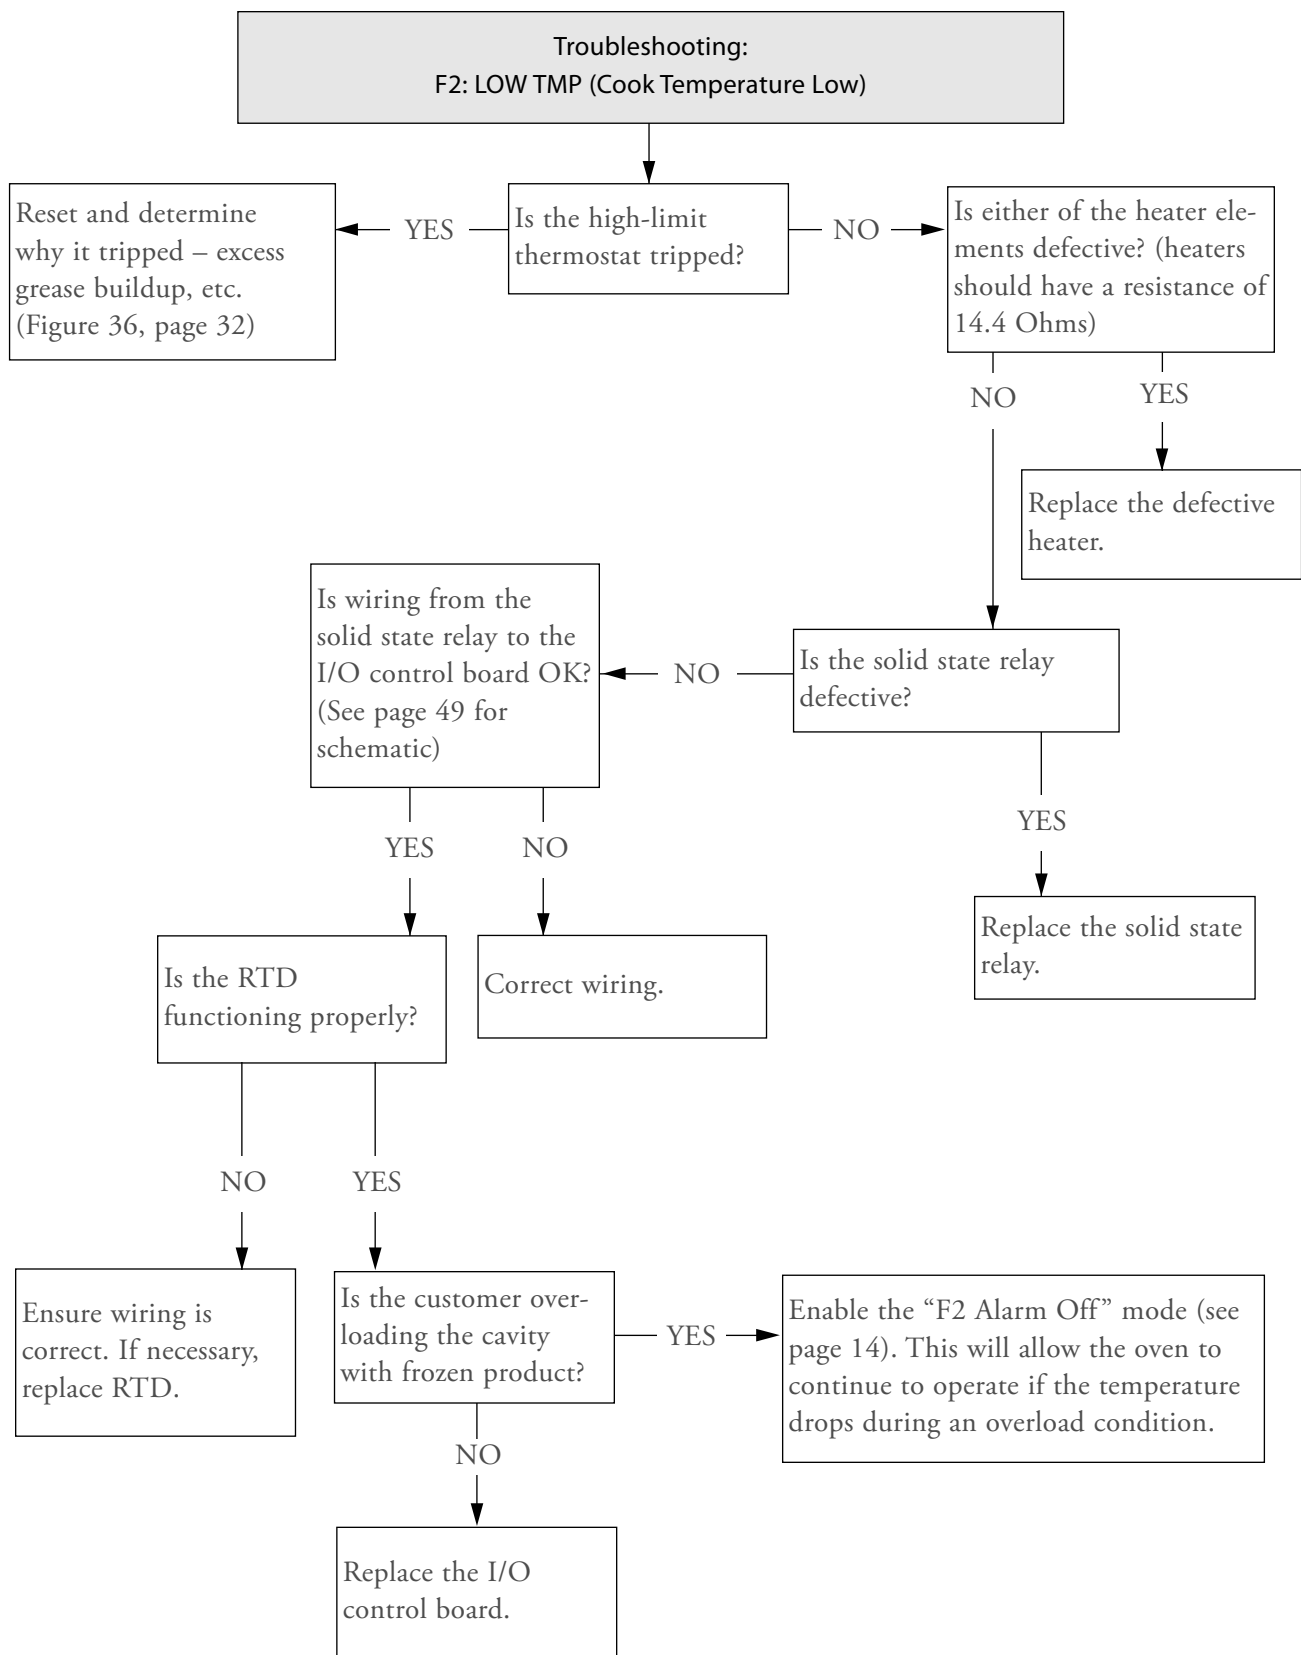 Troubleshooting:
F2: LOW TMP (Cook Temperature Low)
Reset and determine
why it tripped – excess
grease buildup, etc.
(Figure 36, page 32)
YES
Is the high-limit
thermostat tripped?
NO
Is either of the heater ele-
ments defective? (heaters
should have a resistance of
14.4 Ohms)
NO
YES
Replace the defective
heater.
Is wiring from the
solid state relay to the
I/O control board OK?
(See page 49 for
schematic)
NO
Is the solid state relay
defective?
YES
YES
NO
Replace the solid state
relay.
Is the RTD
functioning properly?
Correct wiring.
NO
YES
Ensure wiring is
correct. If necessary,
replace RTD.
Is the customer over-
loading the cavity
with frozen product?
YES
Enable the “F2 Alarm Off” mode (see
page 14). This will allow the oven to
continue to operate if the temperature
drops during an overload condition.
NO
Replace the I/O
control board.